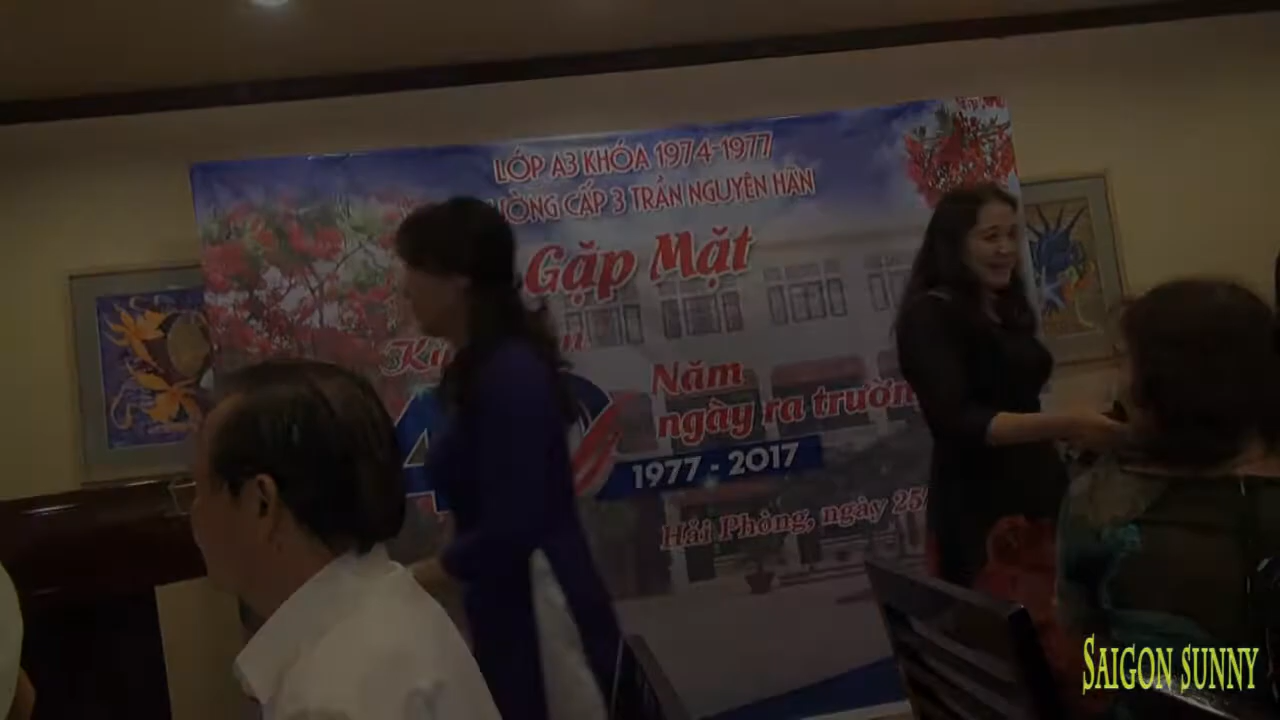 LỚP A3 KHÓA 1974-1977
CẤP 3 TRẦN NGUYÊN HÃN
Gặp Mặt
Năm
ngày ra trường
1977 - 2017
Hải Phòng, ngày 25/
SAIGON SUNNY